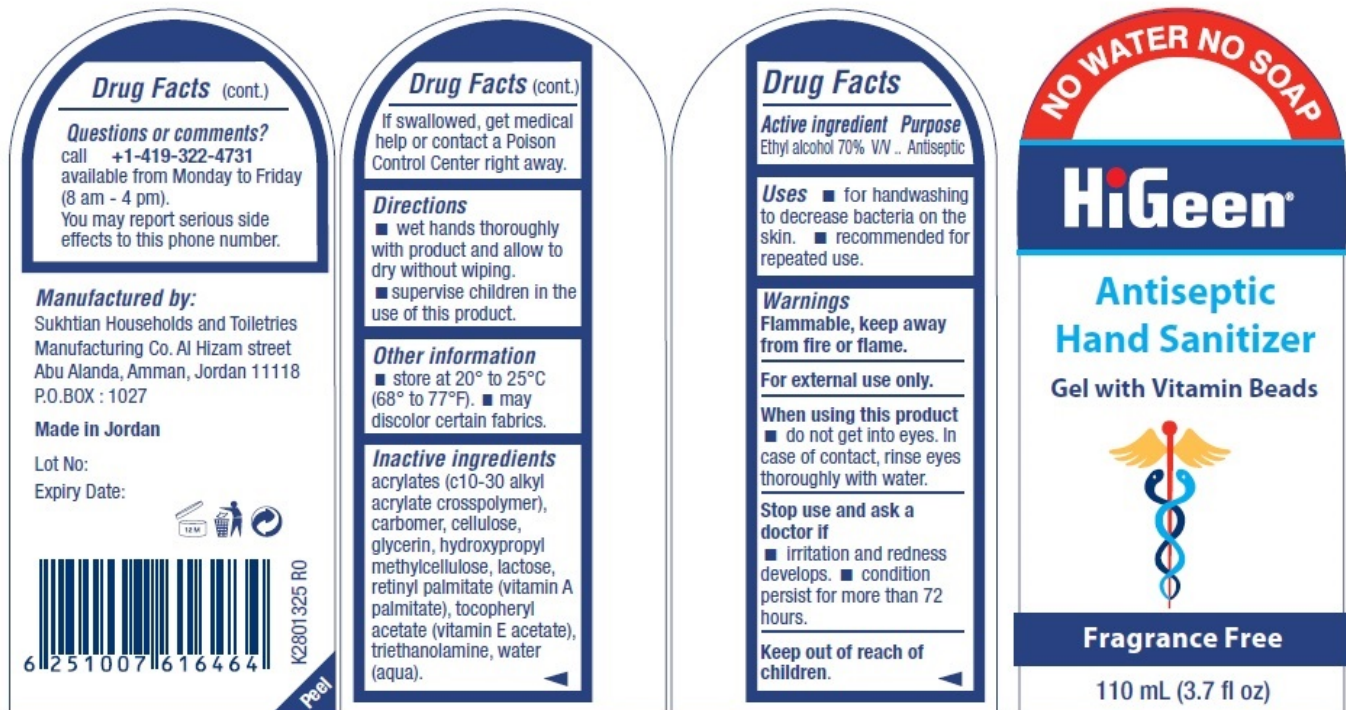 Drug Facts (cont.)
Questions or comments?
call +1-419-322-4731
available from Monday to Friday
(8 am - 4 pm).
You may report serious side
effects to this phone number.
Manufactured by:
Sukhtian Households and Toiletries
Manufacturing Co. Al Hizam street
Abu Alanda, Amman, Jordan 11118
P.O.BOX : 1027
Made in Jordan
Lot No:
Expiry Date:
12 M
6 251007 616464
K2801325 R0
Peel
Drug Facts (cont.)
If swallowed, get medical
help or contact a Poison
Control Center right away.
Directions
■ wet hands thoroughly
with product and allow to
dry without wiping.
■ supervise children in the
use of this product.
Other information
■ store at 20° to 25°C
(68° to 77°F). ■ may
discolor certain fabrics.
Inactive ingredients
acrylates (c10-30 alkyl
acrylate crosspolymer),
carbomer, cellulose,
glycerin, hydroxypropyl
methylcellulose, lactose,
retinyl palmitate (vitamin A
palmitate), tocopheryl
acetate (vitamin E acetate),
triethanolamine, water
(aqua).
Drug Facts
Active ingredient Purpose
Ethyl alcohol 70% V/V .. Antiseptic
Uses ■ for handwashing
to decrease bacteria on the
skin. ■ recommended for
repeated use.
Warnings
Flammable, keep away
from fire or flame.
For external use only.
When using this product
■ do not get into eyes. In
case of contact, rinse eyes
thoroughly with water.
Stop use and ask a
doctor if
■ irritation and redness
develops. ■ condition
persist for more than 72
hours.
Keep out of reach of
children.
NO WATER NO SOAP
HiGeen®
Antiseptic
Hand Sanitizer
Gel with Vitamin Beads
Fragrance Free
110 mL (3.7 fl oz)